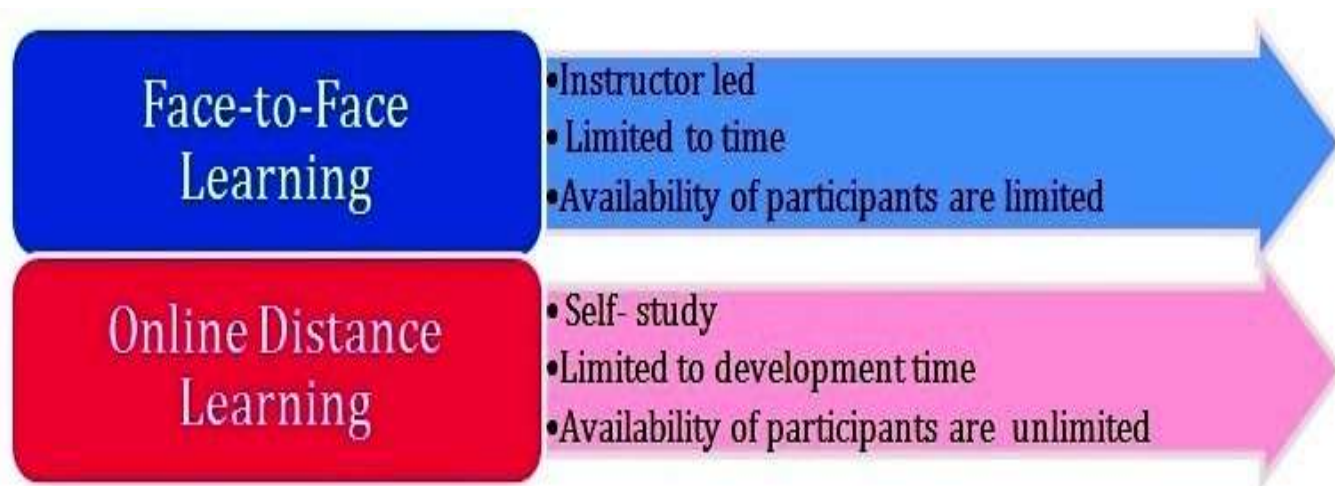 Face-to-Face
Learning
•Instructor led
• Limited to time
•Availability of participants are limited
Online Distance
Learning
• Self- study
•Limited to development time
•Availability of participants are unlimited